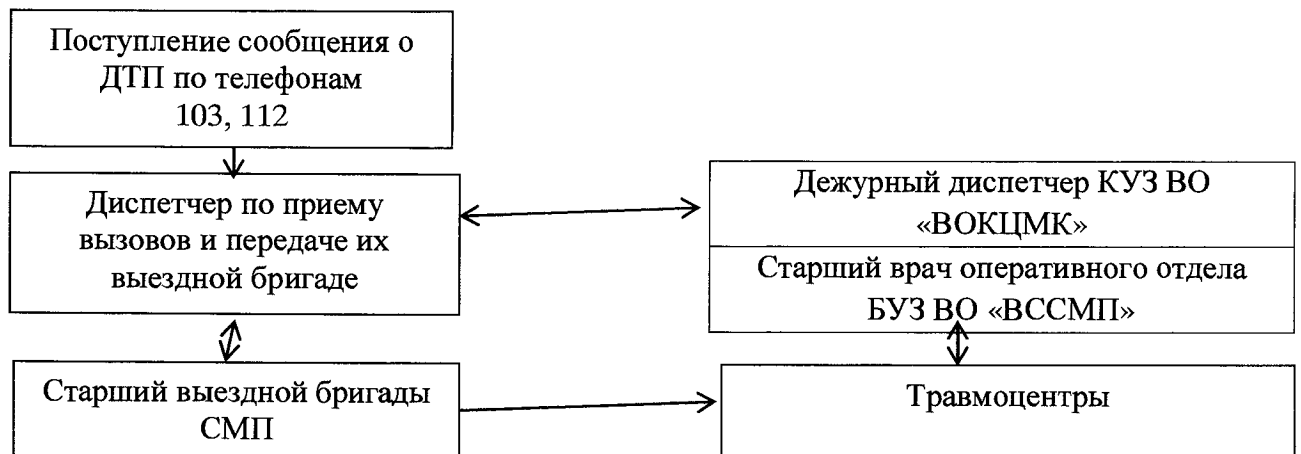 Поступление сообщения о
ДТП по телефонам
103, 112
Диспетчер по приему
вызовов и передаче их
выездной бригаде
Дежурный диспетчер КУЗ ВО
«ВОКЦМК»
Старший врач оперативного отдела
БУЗ ВО «ВССМП»
Старший выездной бригады
СМП
Травмоцентры